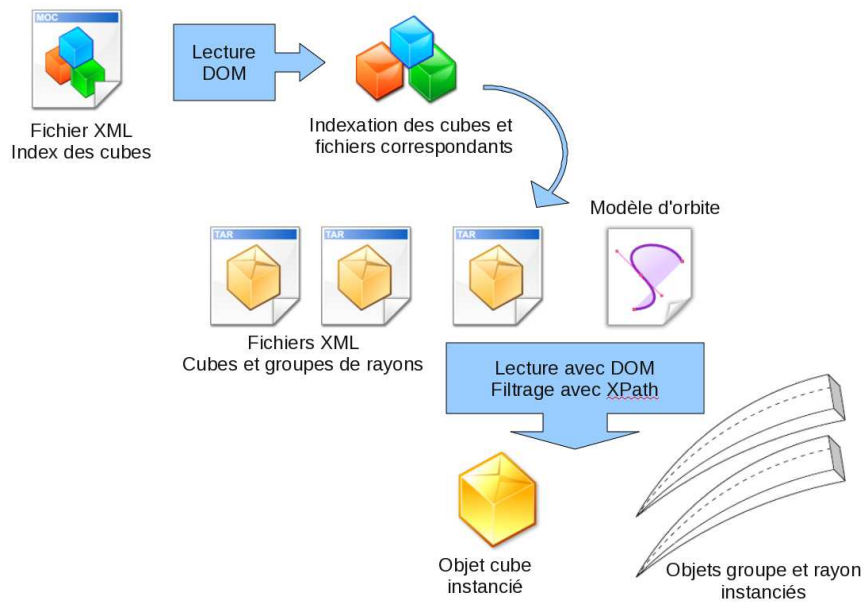 MOC
Lecture
DOM
Fichier XML
Index des cubes
Indexation des cubes et
fichiers correspondants
Modèle d'orbite
TAR
TAR
TAR
Fichiers XML
Cubes et groupes de rayons
Lecture avec DOM
Filtrage avec XPath
Objet cube
instancié
Objets groupe et rayon
instanciés